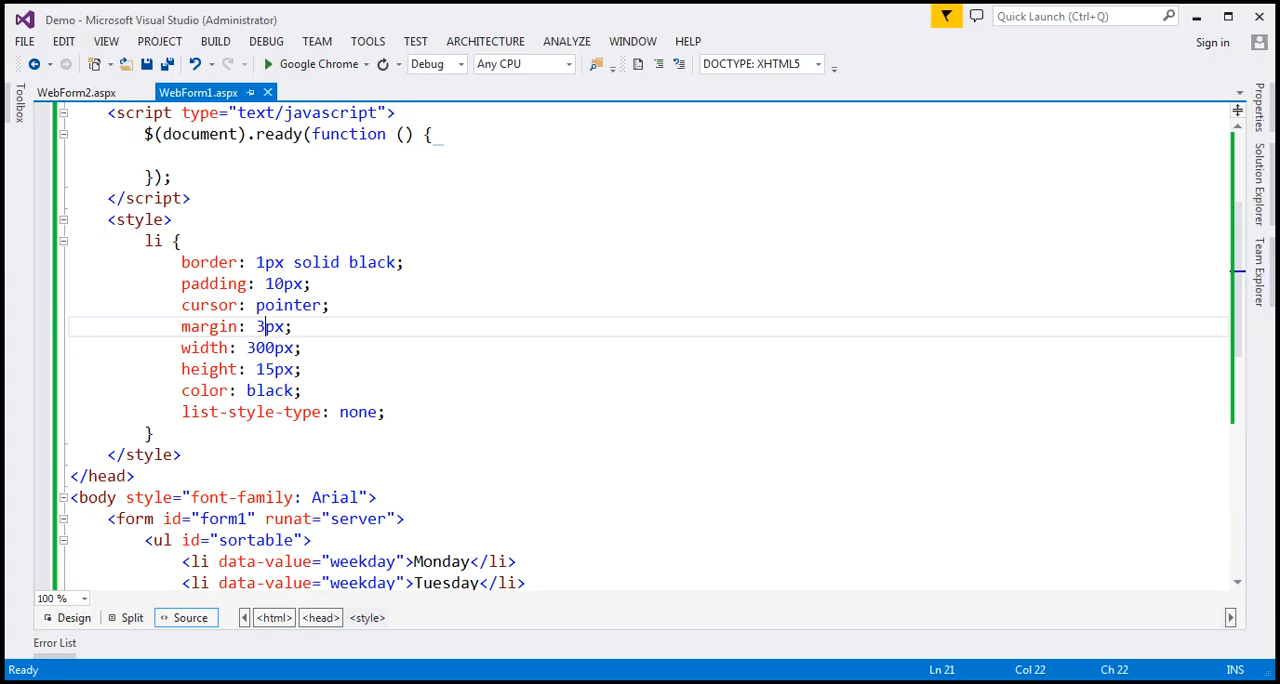 Demo - Microsoft Visual Studio (Administrator)
Quick Launch (Ctrl+Q)
FILE EDIT VIEW PROJECT BUILD DEBUG TEAM TOOLS TEST ARCHITECTURE ANALYZE WINDOW HELP
Sign in
Google Chrome Debug Any CPU DOCTYPE: XHTML5
WebForm2.aspx WebForm1.aspx
Toolbox
Properties
Solution Explorer
Team Explorer
<script type="text/javascript">
$(document).ready(function () {
});
</script>
<style>
li {
border: 1px solid black;
padding: 10px;
cursor: pointer;
margin: 3px;
width: 300px;
height: 15px;
color: black;
list-style-type: none;
}
</style>
</head>
<body style="font-family: Arial">
<form id="form1" runat="server">
<ul id="sortable">
<li data-value="weekday">Monday</li>
<li data-value="weekday">Tuesday</li>
100 %
Design Split Source <html> <head> <style>
Error List
Ready Ln 21 Col 22 Ch 22 INS